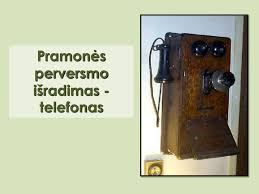 Pramonės
perversmo
išradimas -
telefonas